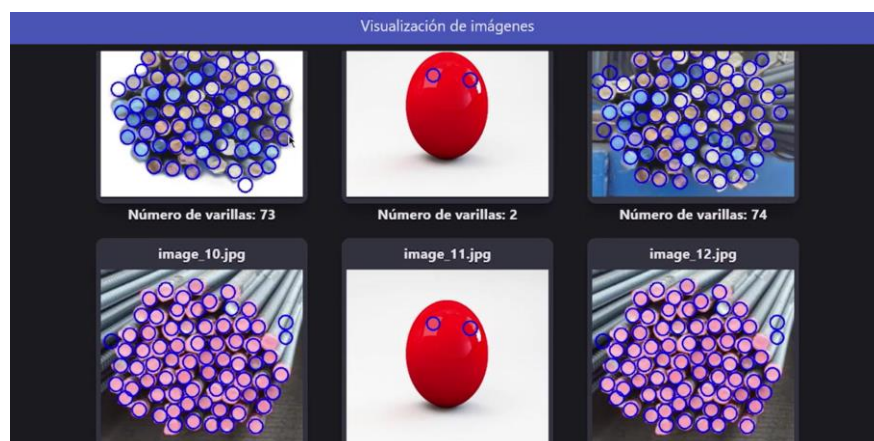 Visualización de imágenes
Número de varillas: 73
Número de varillas: 2
Número de varillas: 74
image_10.jpg
image_11.jpg
image_12.jpg